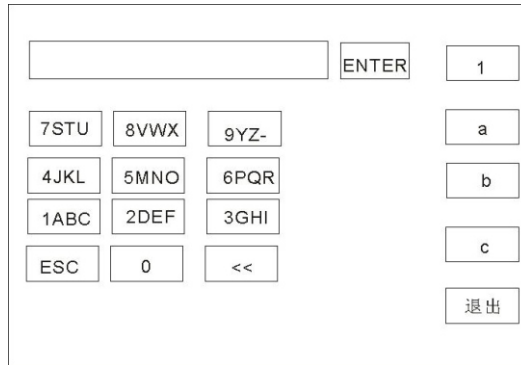 ENTER 1
7STU 8VWX 9YZ- a
4JKL 5MNO 6PQR b
1ABC 2DEF 3GHI
ESC 0 << c
退出